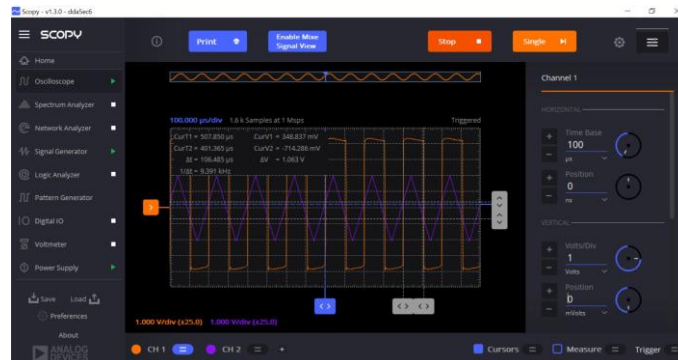 Scopy - v1.3.0 - dda5ec6
SCOPY
Print
Enable Mixe
Signal View
Stop
Single
Home
Oscilloscope
Spectrum Analyzer
Network Analyzer
Signal Generator
Logic Analyzer
Pattern Generator
Digital IO
Voltmeter
Power Supply
Save Load
Preferences
About
ANALOG
DEVICES
100.000 µs/div 1.6 k Samples at 1 Msps Triggered
CurT1 = 507.850 µs CurV1 = 348.837 mV
CurT2 = 401.365 µs CurV2 = -714.286 mV
Δt = 106.485 µs ΔV = 1.063 V
1/Δt = 9.391 kHz
1.000 V/div (±25.0) 1.000 V/div (±25.0)
CH 1 CH 2 +
Cursors Measure Trigger
Channel 1
HORIZONTAL
Time Base
100
µs
Position
0
ns
VERTICAL
Volts/Div
1
Volts
Position
0
mVolts